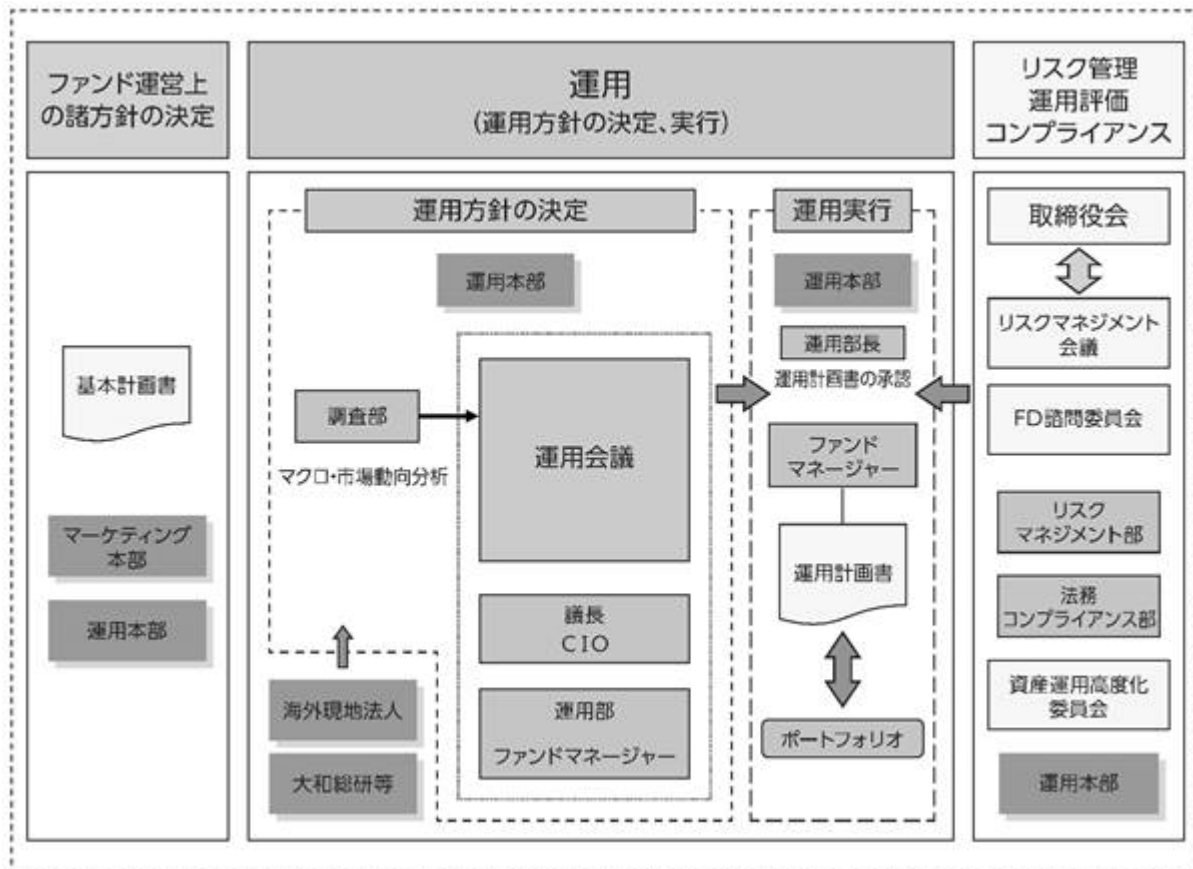 ファンド運営上
の諸方針の決定
運用
(運用方針の決定、実行)
リスク管理
運用評価
コンプライアンス
基本計画書
マーケティング
本部
運用本部
運用方針の決定
運用本部
調査部
マクロ・市場動向分析
運用会議
議長
CIO
運用部
ファンドマネージャー
海外現地法人
大和総研等
運用実行
運用本部
運用部長
運用計画書の承認
ファンド
マネージャー
運用計画書
ポートフォリオ
取締役会
リスクマネジメント
会議
FD諮問委員会
リスク
マネジメント部
法務
コンプライアンス部
資産運用高度化
委員会
運用本部